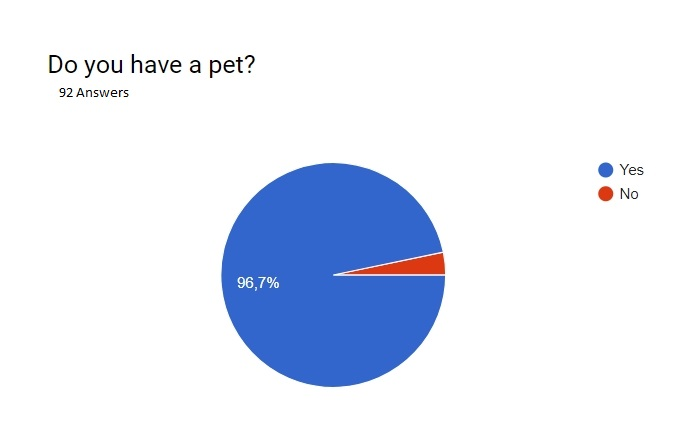 Do you have a pet?
92 Answers
Yes
No
96,7%